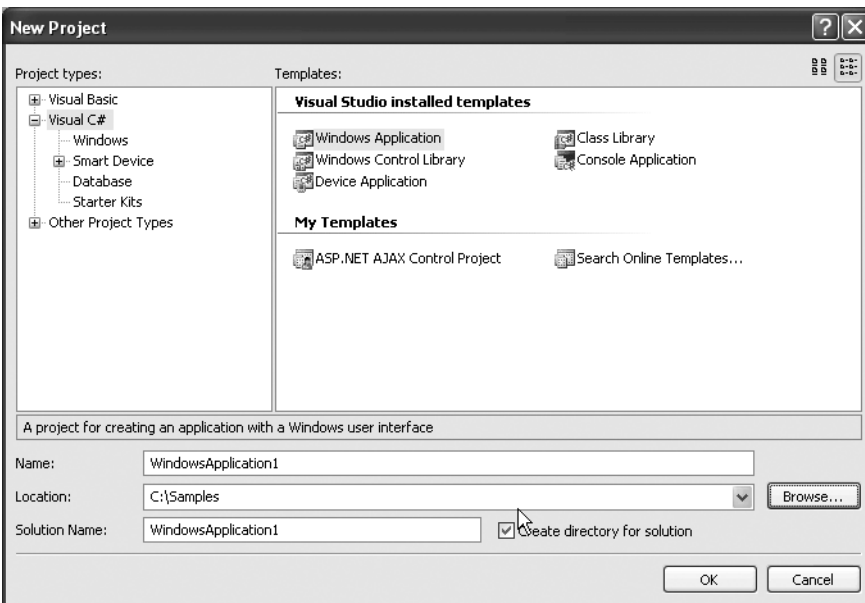 New Project
Project types:
Templates:
Visual Basic
Visual C#
Windows
Smart Device
Database
Starter Kits
Other Project Types
Visual Studio installed templates
Windows Application
Class Library
Windows Control Library
Console Application
Device Application
My Templates
ASP.NET AJAX Control Project
Search Online Templates...
A project for creating an application with a Windows user interface
Name:
WindowsApplication1
Location:
C:\Samples
Browse...
Solution Name:
WindowsApplication1
Create directory for solution
OK
Cancel